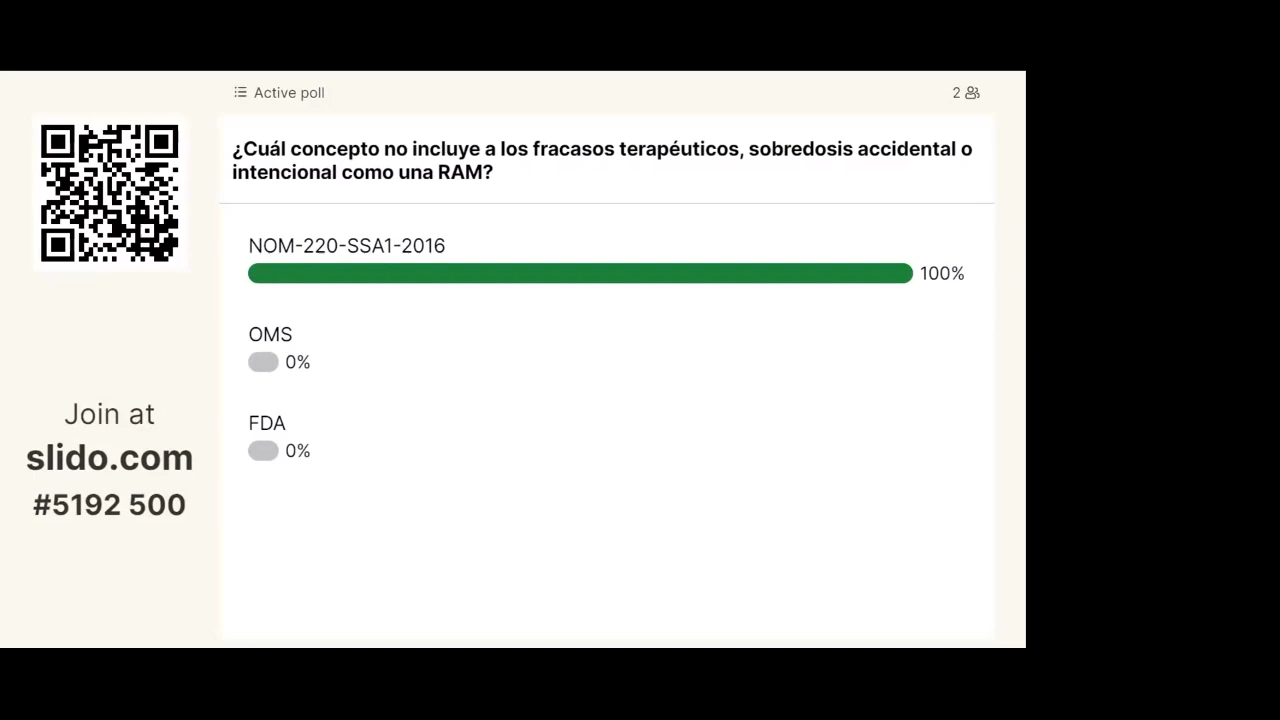 Active poll
2
¿Cuál concepto no incluye a los fracasos terapéuticos, sobredosis accidental o
intencional como una RAM?
NOM-220-SSA1-2016
100%
OMS
0%
FDA
0%
Join at
slido.com
#5192 500